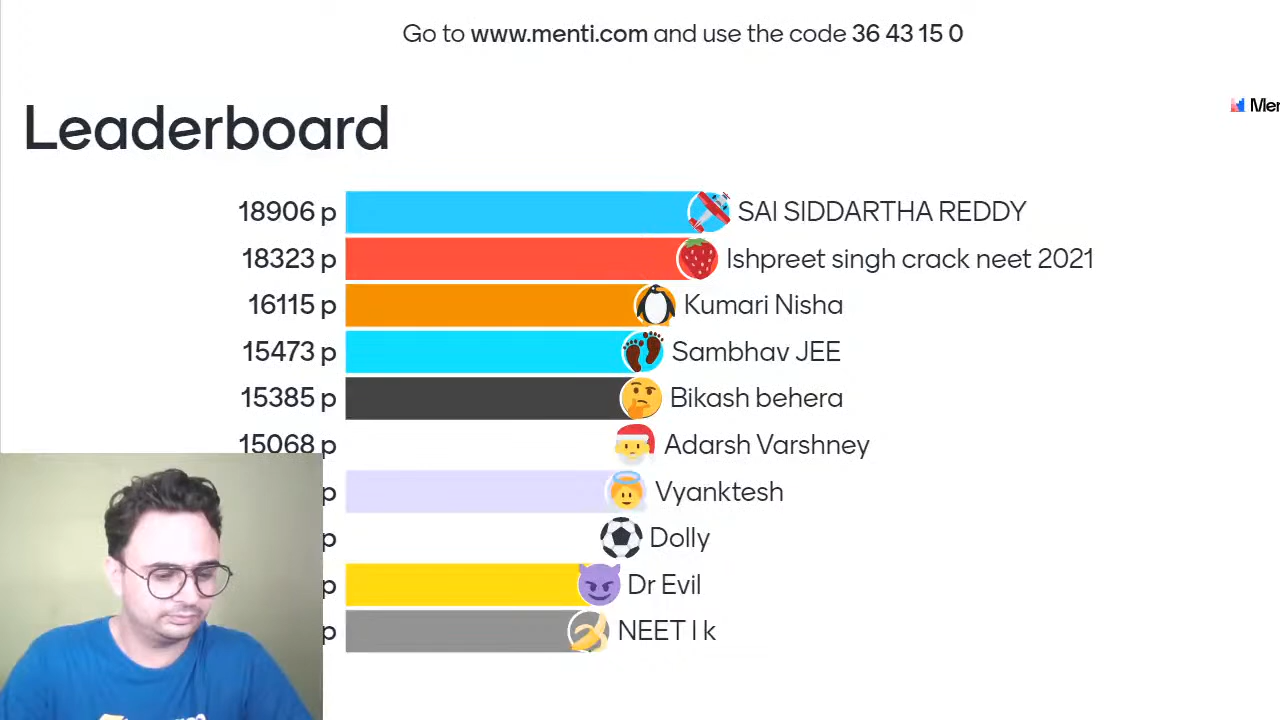 Go to www.menti.com and use the code 36 43 15 0
Leaderboard
18906 p SAI SIDDARTHA REDDY
18323 p Ishpreet singh crack neet 2021
16115 p Kumari Nisha
15473 p Sambhav JEE
15385 p Bikash behera
15068 p Adarsh Varshney
p Vyanktesh
p Dolly
p Dr Evil
p NEET I k